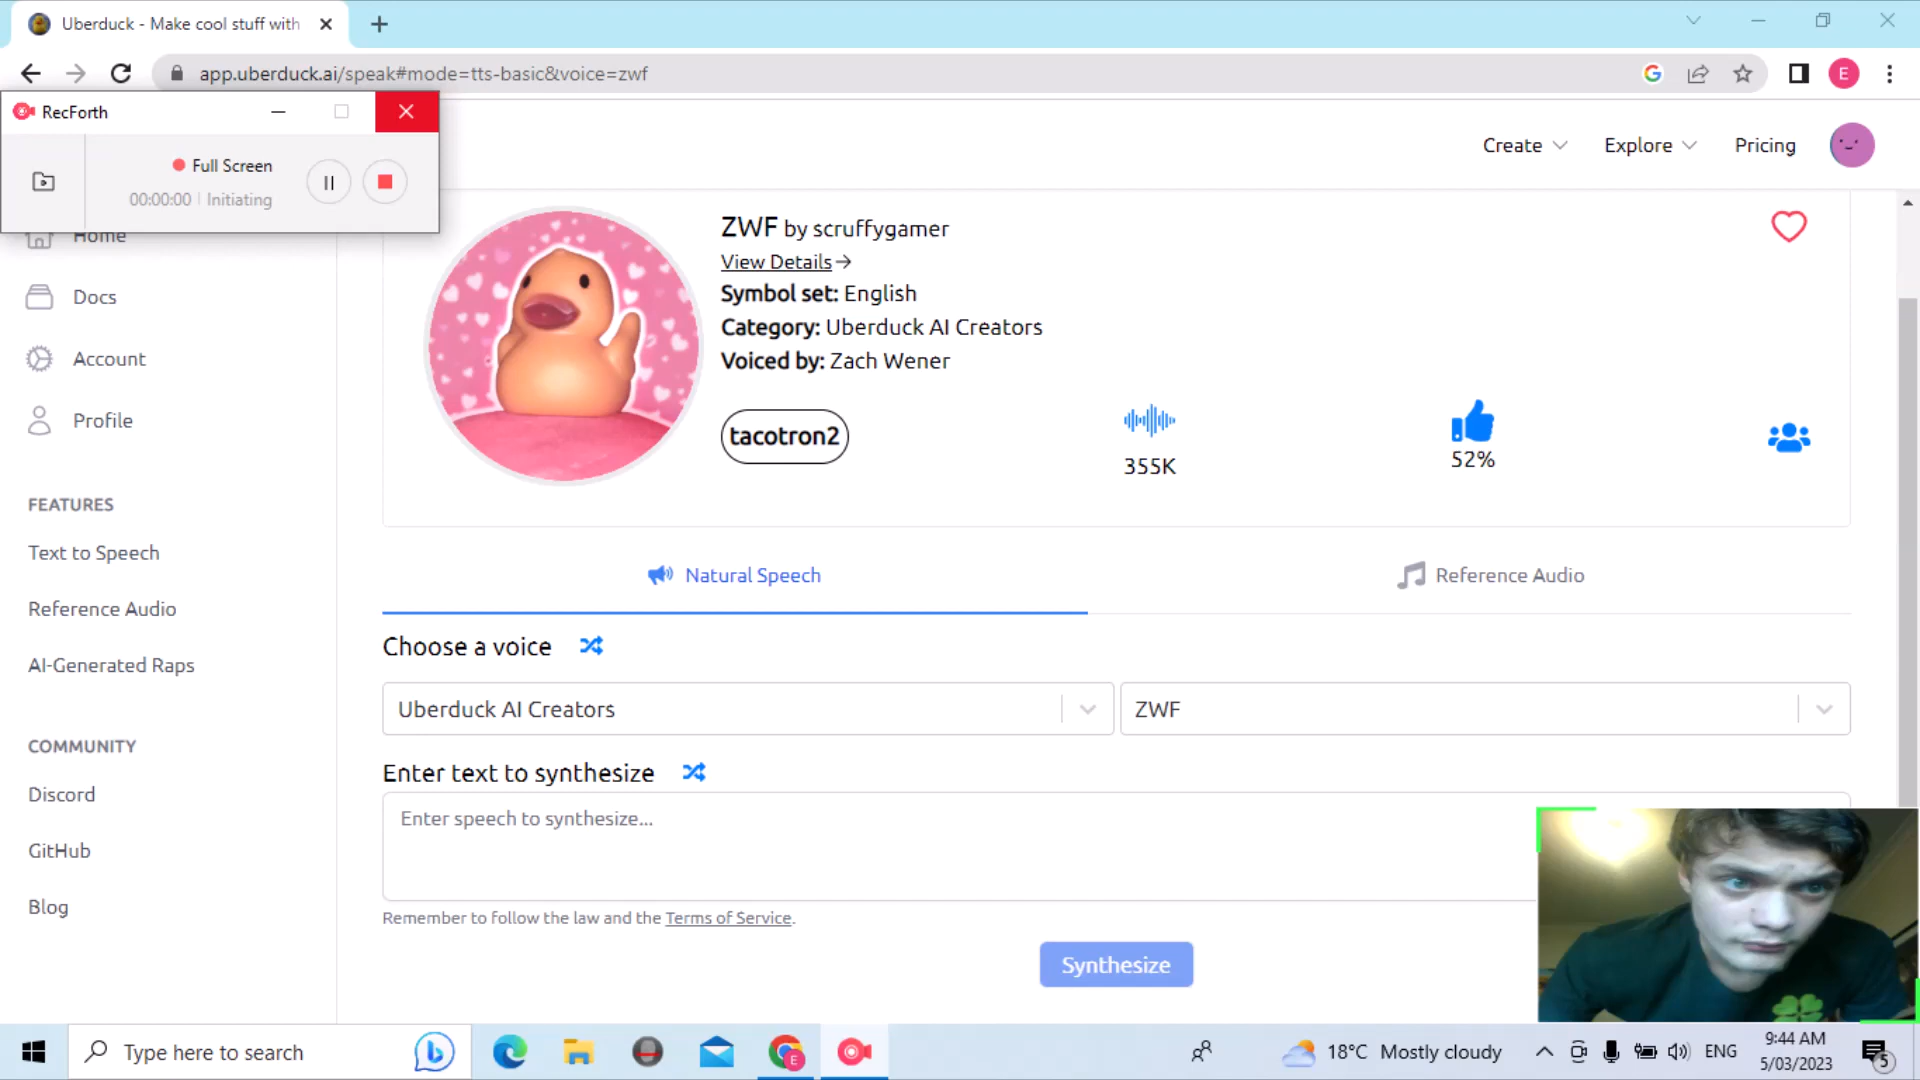 Uberduck - Make cool stuff with
app.uberduck.ai/speak#mode=tts-basic&voice=zwf
E
RecForth
Full Screen
00:00:00 | Initiating
Create
Explore
Pricing
Home
Docs
Account
Profile
FEATURES
Text to Speech
Reference Audio
AI-Generated Raps
COMMUNITY
Discord
GitHub
Blog
ZWF by scruffygamer
View Details→
Symbol set: English
Category: Uberduck AI Creators
Voiced by: Zach Wener
tacotron2
355K
52%
Natural Speech
Reference Audio
Choose a voice
Uberduck AI Creators
ZWF
Enter text to synthesize
Enter speech to synthesize...
Remember to follow the law and the Terms of Service.
Synthesize
Type here to search
E
18°C Mostly cloudy
ENG
9:44 AM
5/03/2023
5